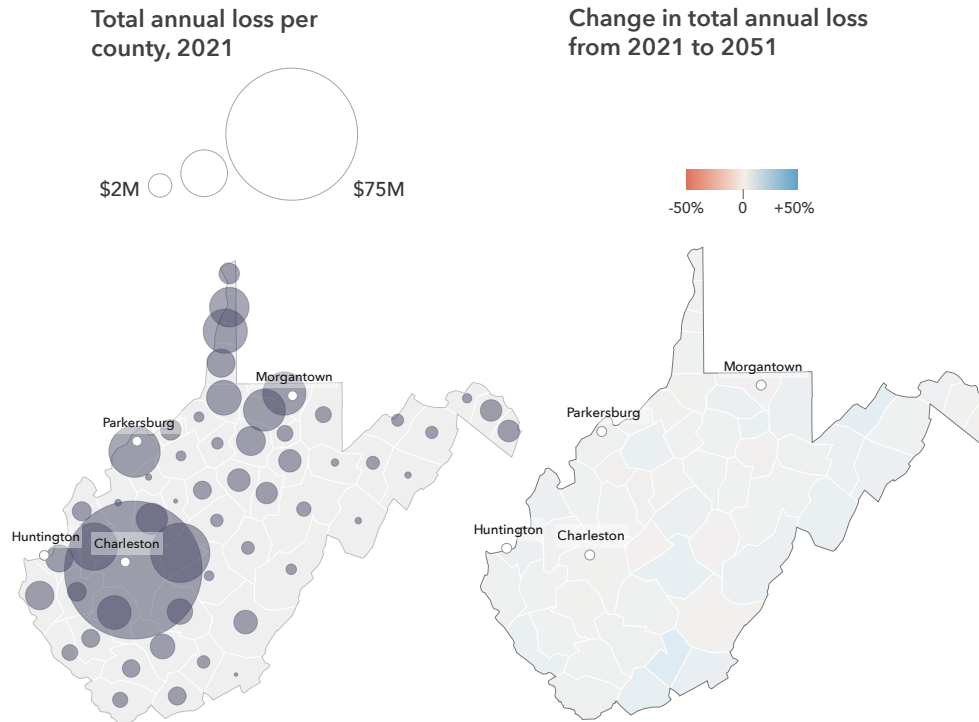 Total annual loss per
county, 2021
$2M
$75M
Morgantown
Parkersburg
Huntington
Charleston
Change in total annual loss
from 2021 to 2051
-50%
0
+50%
Morgantown
Parkersburg
Huntington
Charleston